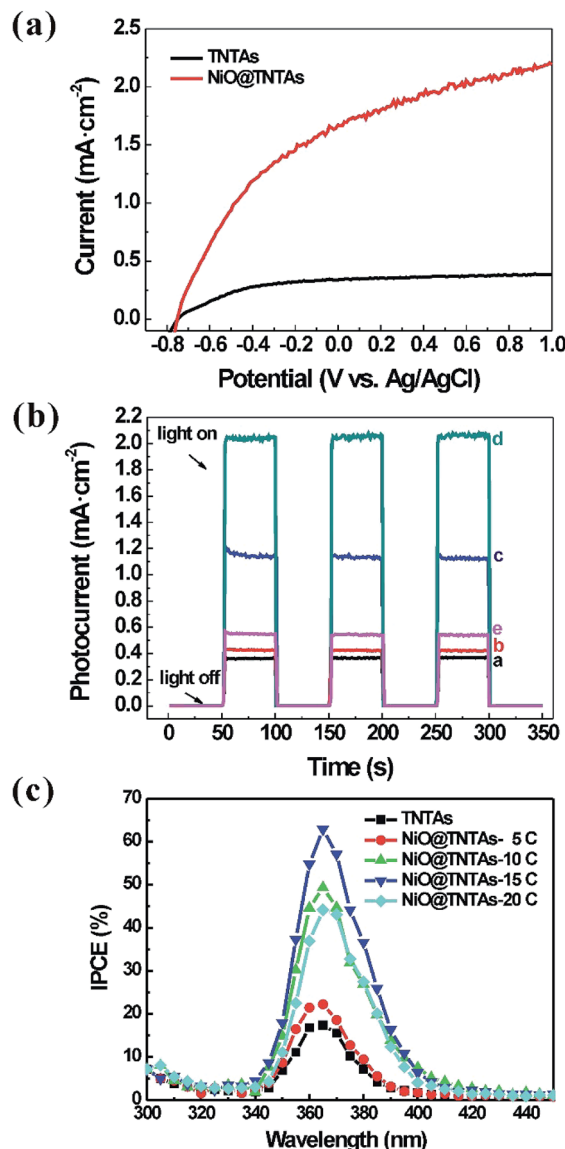 (a)
2.5
2.0
1.5
1.0
0.5
0.0
Current (mA·cm-2)
TNTAs
NiO@TNTAs
-0.8 -0.6 -0.4 -0.2 0.0 0.2 0.4 0.6 0.8 1.0
Potential (V vs. Ag/AgCl)
(b)
2.2
2.0
1.8
1.6
1.4
1.2
1.0
0.8
0.6
0.4
0.2
0.0
Photocurrent (mA·cm-2)
light on
light off
d
c
e
b
a
0 50 100 150 200 250 300 350
Time (s)
(c)
70
60
50
40
30
20
10
0
IPCE (%)
TNTAs
NiO@TNTAs- 5 C
NiO@TNTAs-10 C
NiO@TNTAs-15 C
NiO@TNTAs-20 C
300 320 340 360 380 400 420 440
Wavelength (nm)